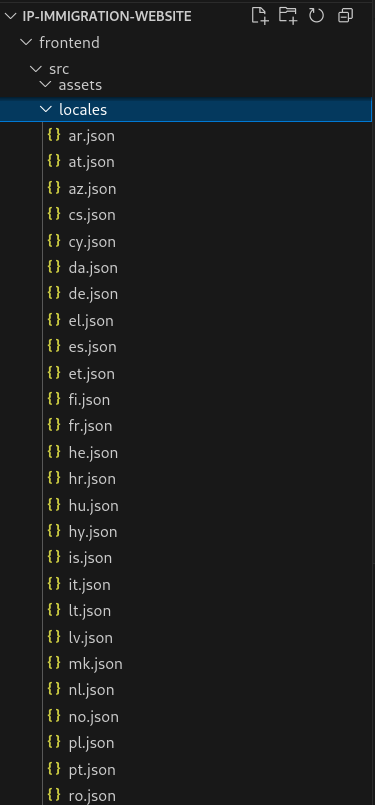 IP-IMMIGRATION-WEBSITE
frontend
src
assets
locales
{} ar.json
{} at.json
{} az.json
{} cs.json
{} cy.json
{} da.json
{} de.json
{} el.json
{} es.json
{} et.json
{} fi.json
{} fr.json
{} he.json
{} hr.json
{} hu.json
{} hy.json
{} is.json
{} it.json
{} lt.json
{} lv.json
{} mk.json
{} nl.json
{} no.json
{} pl.json
{} pt.json
{} ro.json